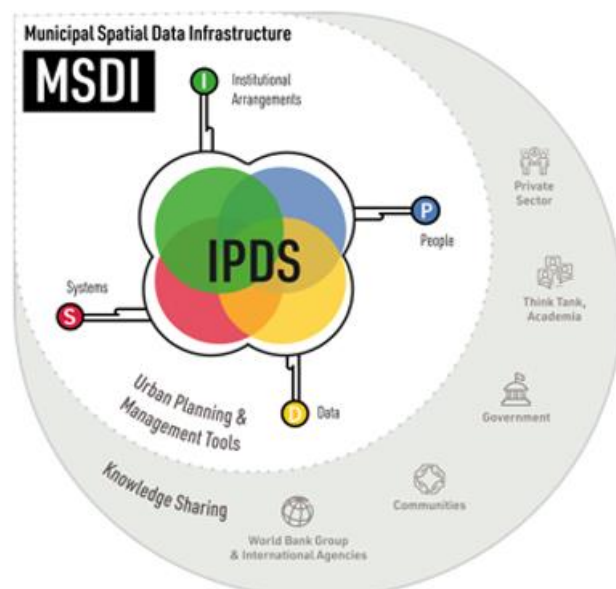 Municipal Spatial Data Infrastructure
MSDI
I
Institutional
Arrangements
P
People
IPDS
Systems
S
D
Data
Urban Planning &
Management Tools
Knowledge Sharing
Private
Sector
Think Tank,
Academia
Government
Communities
World Bank Group
& International Agencies